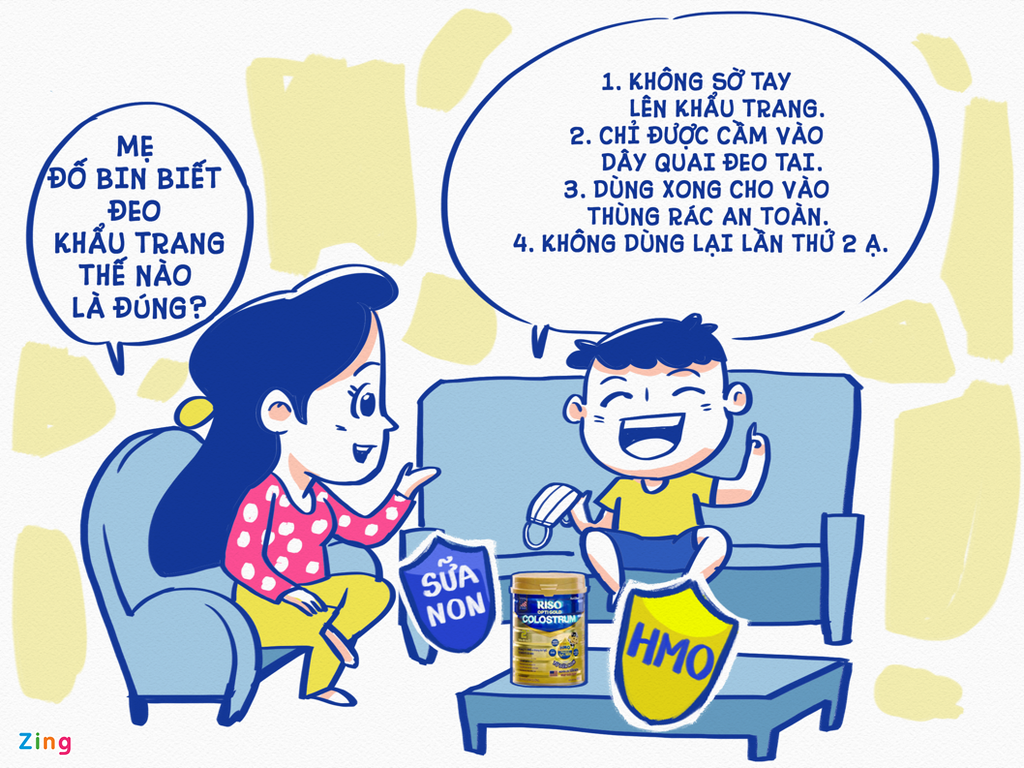 MẸ
ĐỐ BIN BIẾT
ĐEO
KHẨU TRANG
THẾ NÀO
LÀ ĐÚNG?
1. KHÔNG SỜ TAY
LÊN KHẨU TRANG.
2. CHỈ ĐƯỢC CẦM VÀO
DÂY QUAI ĐEO TAI.
3. DÙNG XONG CHO VÀO
THÙNG RÁC AN TOÀN.
4. KHÔNG DÙNG LẠI LẦN THỨ 2 Ạ.
SỮA
NON
RISO
OPTI GOLD
COLOSTRUM
HMO
Zing